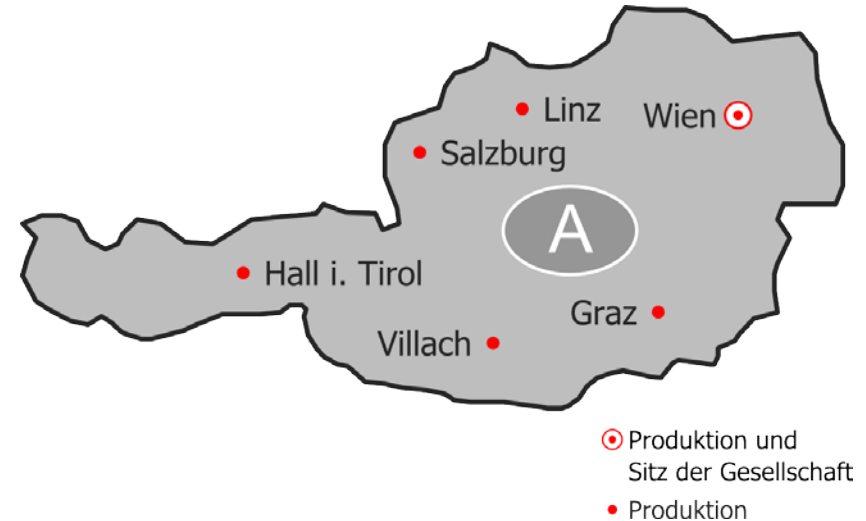 Linz
Wien
Salzburg
A
Hall i. Tirol
Graz
Villach
Produktion und
Sitz der Gesellschaft
Produktion